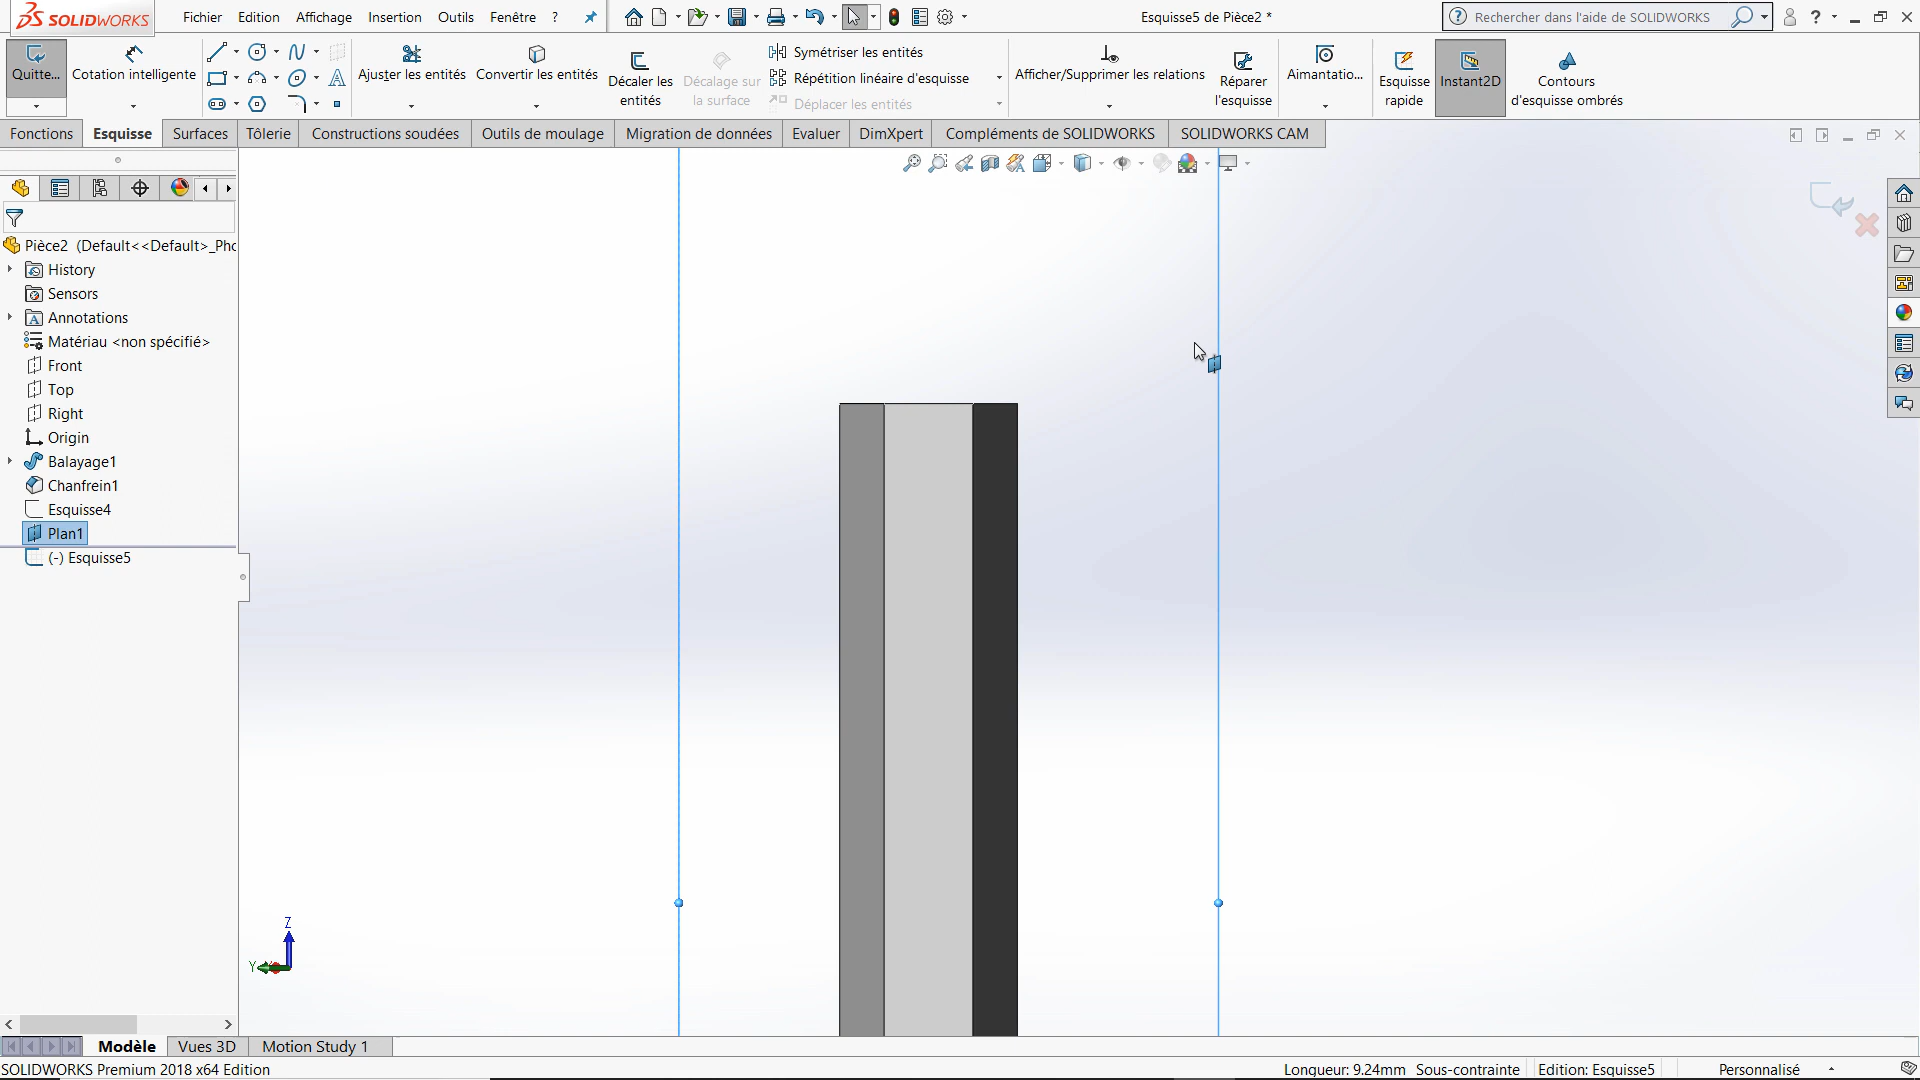 SOLIDWORKS
Fichier Edition Affichage Insertion Outils Fenêtre ?
Esquisse5 de Pièce2 *
Rechercher dans l'aide de SOLIDWORKS
?
Quitte...
Cotation intelligente
Ajuster les entités
Convertir les entités
Décaler les
entités
Décalage sur
la surface
Symétriser les entités
Répétition linéaire d'esquisse
Déplacer les entités
Afficher/Supprimer les relations
Réparer
l'esquisse
Aimantatio...
Esquisse
rapide
Instant2D
Contours
d'esquisse ombrés
Fonctions Esquisse Surfaces Tôlerie Constructions soudées Outils de moulage Migration de données Evaluer DimXpert Compléments de SOLIDWORKS SOLIDWORKS CAM
Pièce2 (Default<<Default>_Pho
History
Sensors
Annotations
Matériau <non spécifié>
Front
Top
Right
Origin
Balayage1
Chanfrein1
Esquisse4
Plan1
(-) Esquisse5
Z
Y
Modèle Vues 3D Motion Study 1
SOLIDWORKS Premium 2018 x64 Edition
Longueur: 9.24mm Sous-contrainte Edition: Esquisse5 Personnalisé